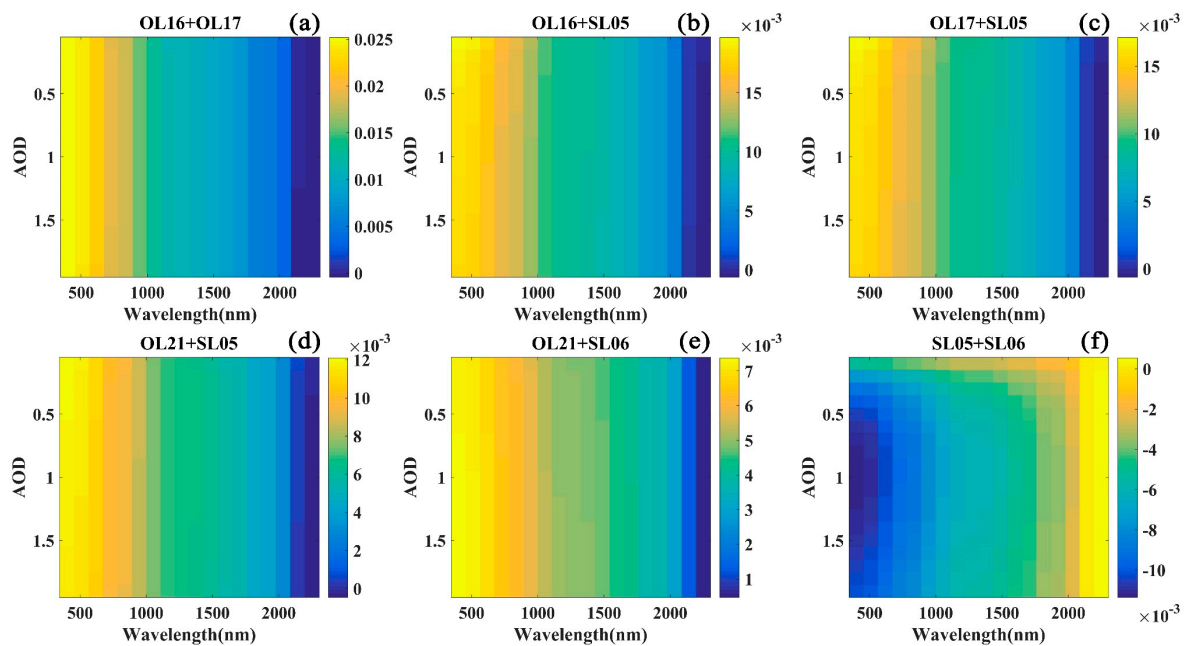 OL16+OL17 (a)
0.5
1
1.5
AOD
500 1000 1500 2000
Wavelength(nm)
0.025
0.02
0.015
0.01
0.005
0
OL16+SL05 (b)
×10-3
0.5
1
1.5
AOD
500 1000 1500 2000
Wavelength(nm)
15
10
5
0
OL17+SL05 (c)
×10-3
0.5
1
1.5
AOD
500 1000 1500 2000
Wavelength(nm)
15
10
5
0
OL21+SL05 (d)
×10-3
0.5
1
1.5
AOD
500 1000 1500 2000
Wavelength(nm)
12
10
8
6
4
2
0
OL21+SL06 (e)
×10-3
0.5
1
1.5
AOD
500 1000 1500 2000
Wavelength(nm)
7
6
5
4
3
2
1
SL05+SL06 (f)
0.5
1
1.5
AOD
500 1000 1500 2000
Wavelength(nm)
0
-2
-4
-6
-8
-10
×10-3